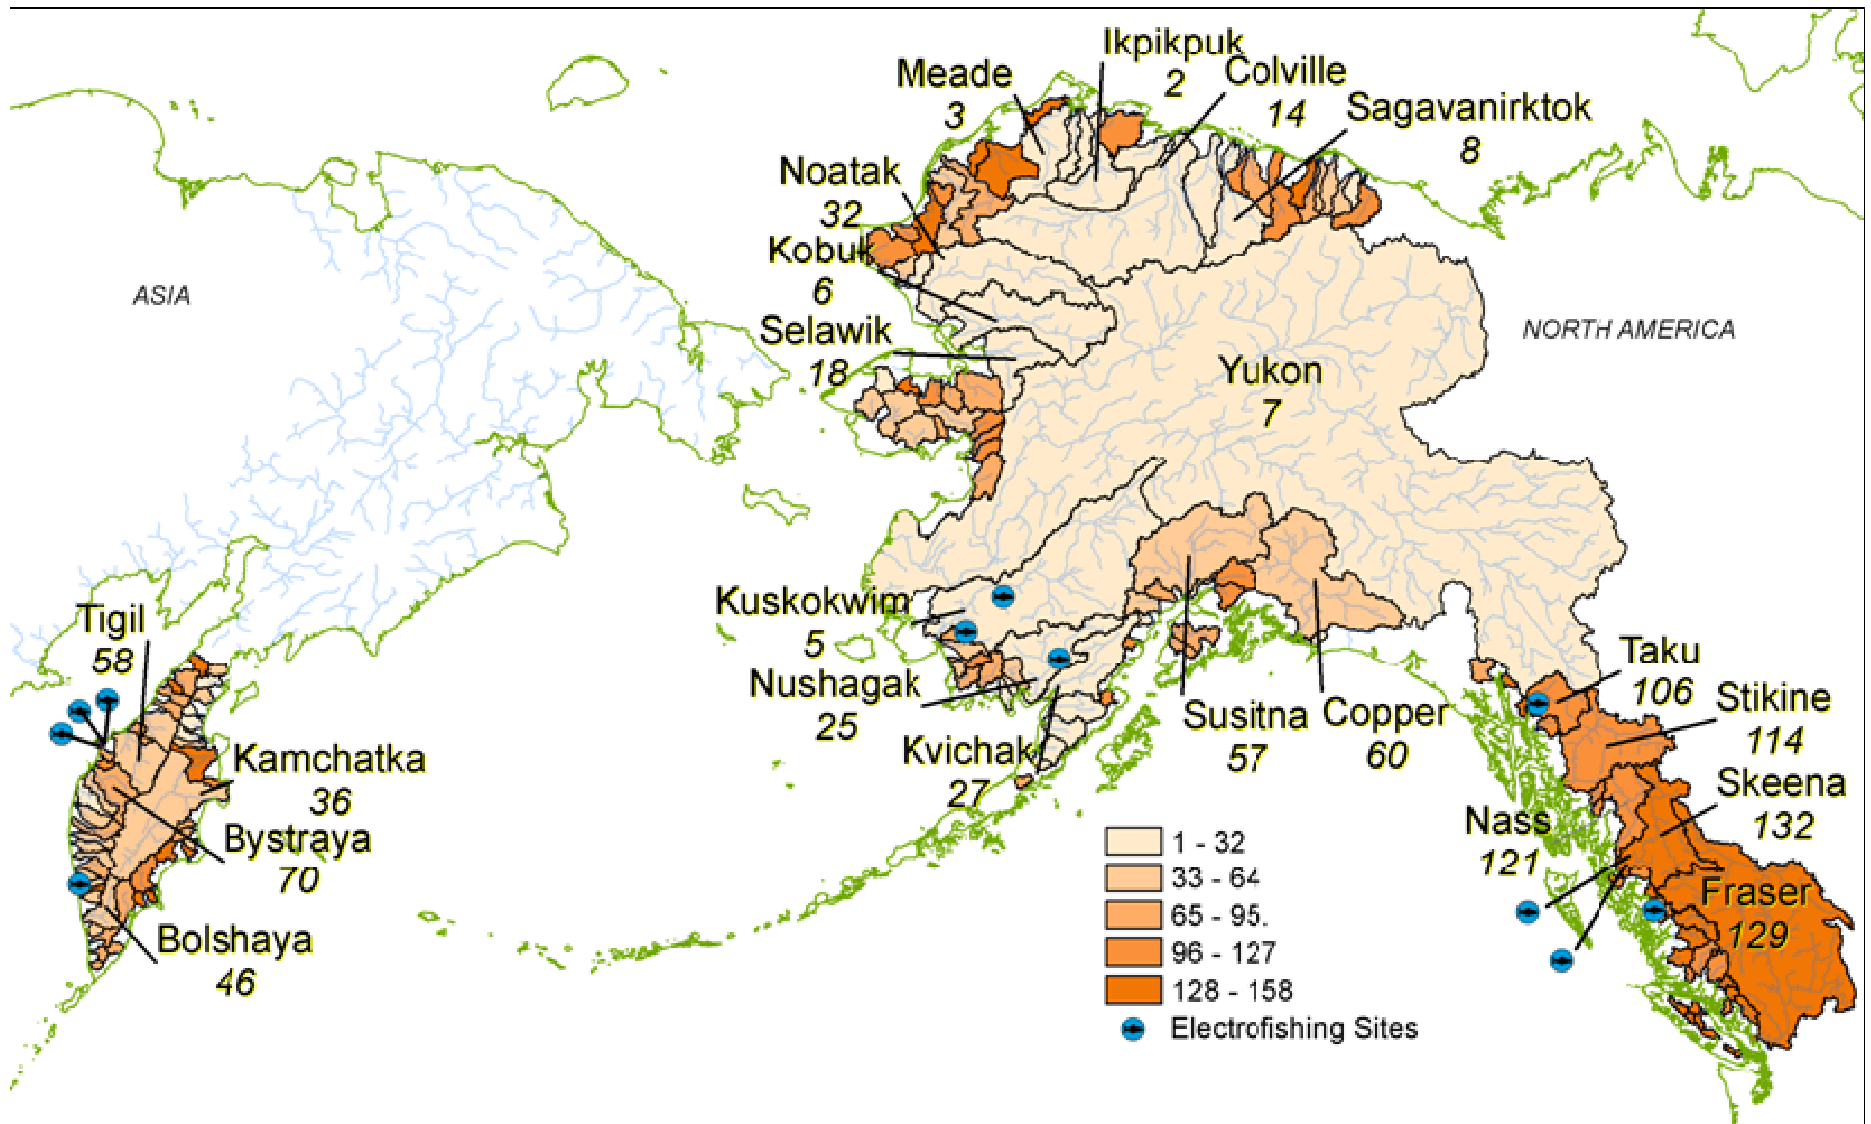 Ikpikpuk
2
Meade
3
Colville
14
Sagavanirktok
8
Noatak
32
Kobuk
6
Selawik
18
ASIA
NORTH AMERICA
Yukon
7
Kuskokwim
5
Nushagak
25
Kvichak
27
Susitna
57
Copper
60
Tigil
58
Kamchatka
36
Bystraya
70
Bolshaya
46
Taku
106
Stikine
114
Skeena
132
Nass
121
Fraser
129
1 - 32
33 - 64
65 - 95.
96 - 127
128 - 158
Electrofishing Sites